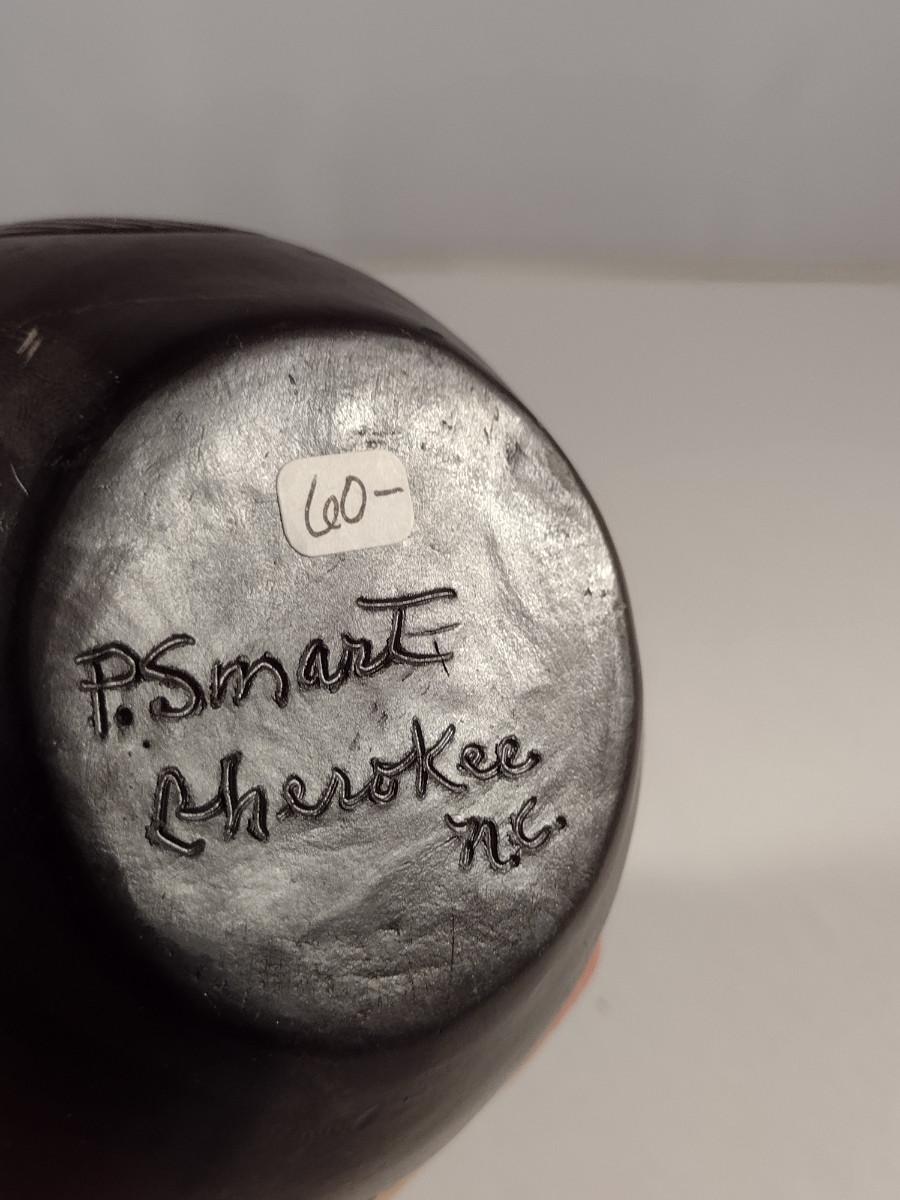 60-
P. Smart
Cherokee
n.c.